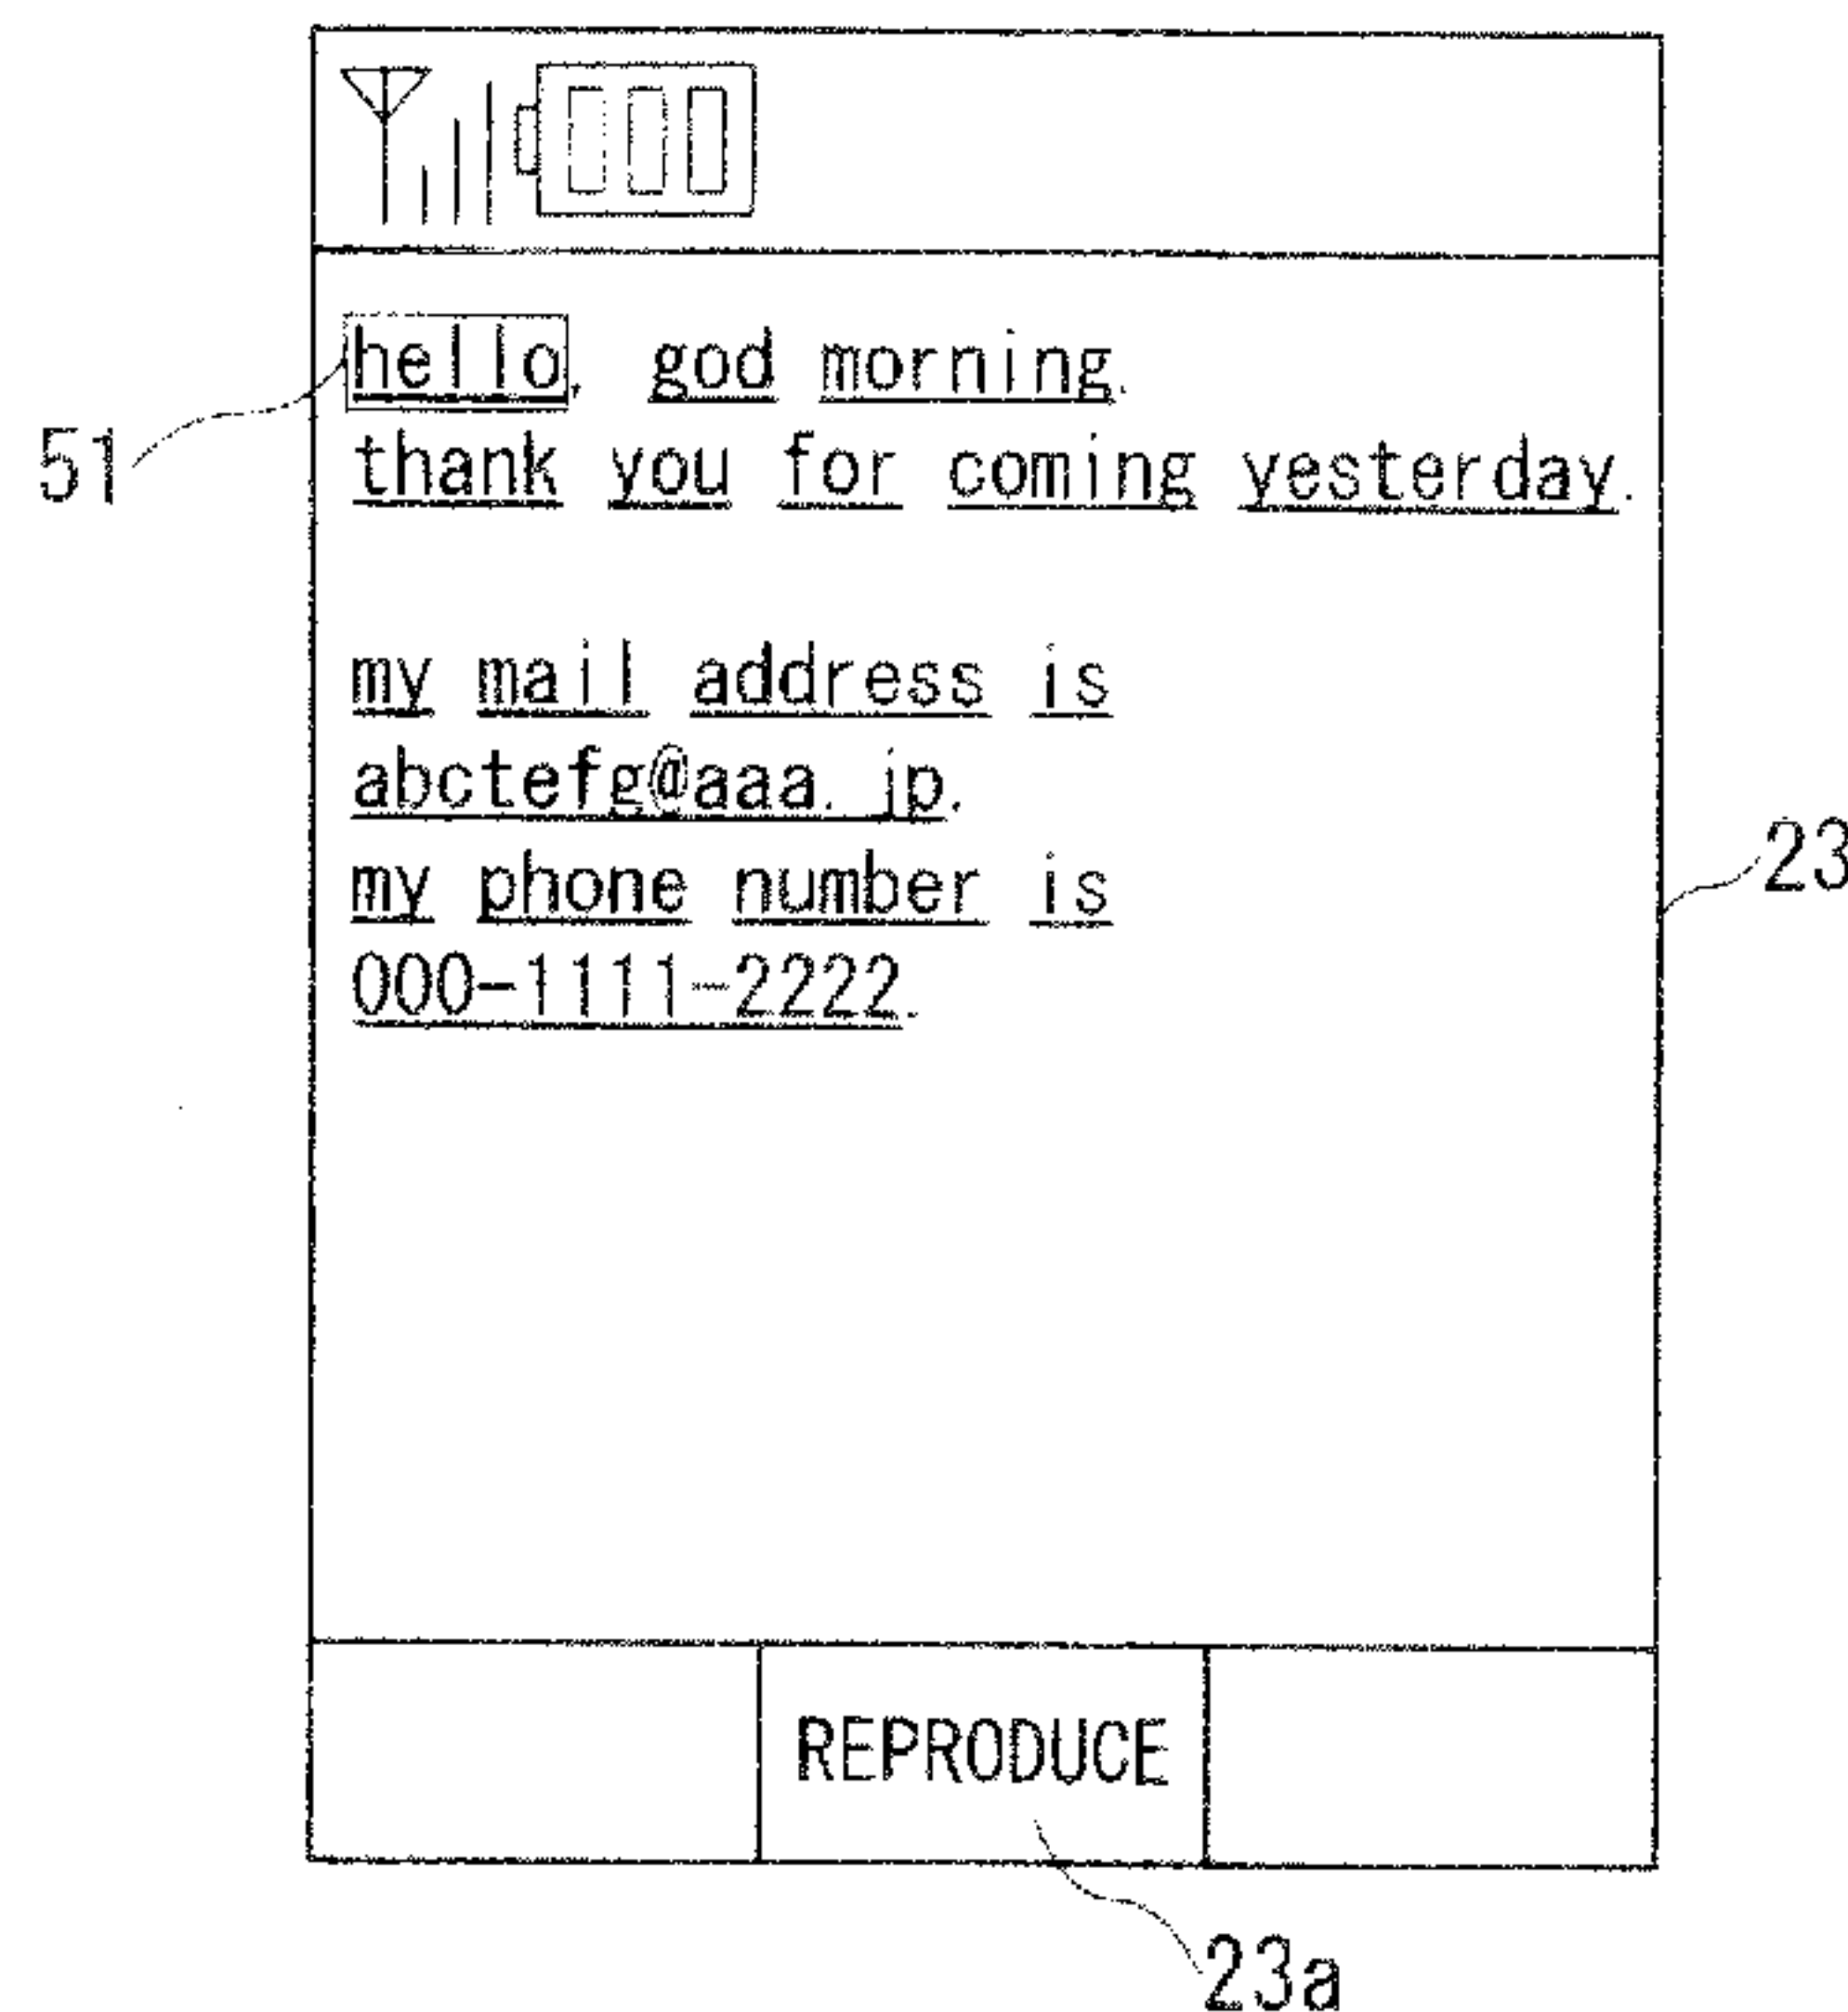 hello, god morning.
51
thank you for coming yesterday.
my mail address is
abctefg@aaa.jp.
23
my phone number is
000-1111-2222.
REPRODUCE
23a